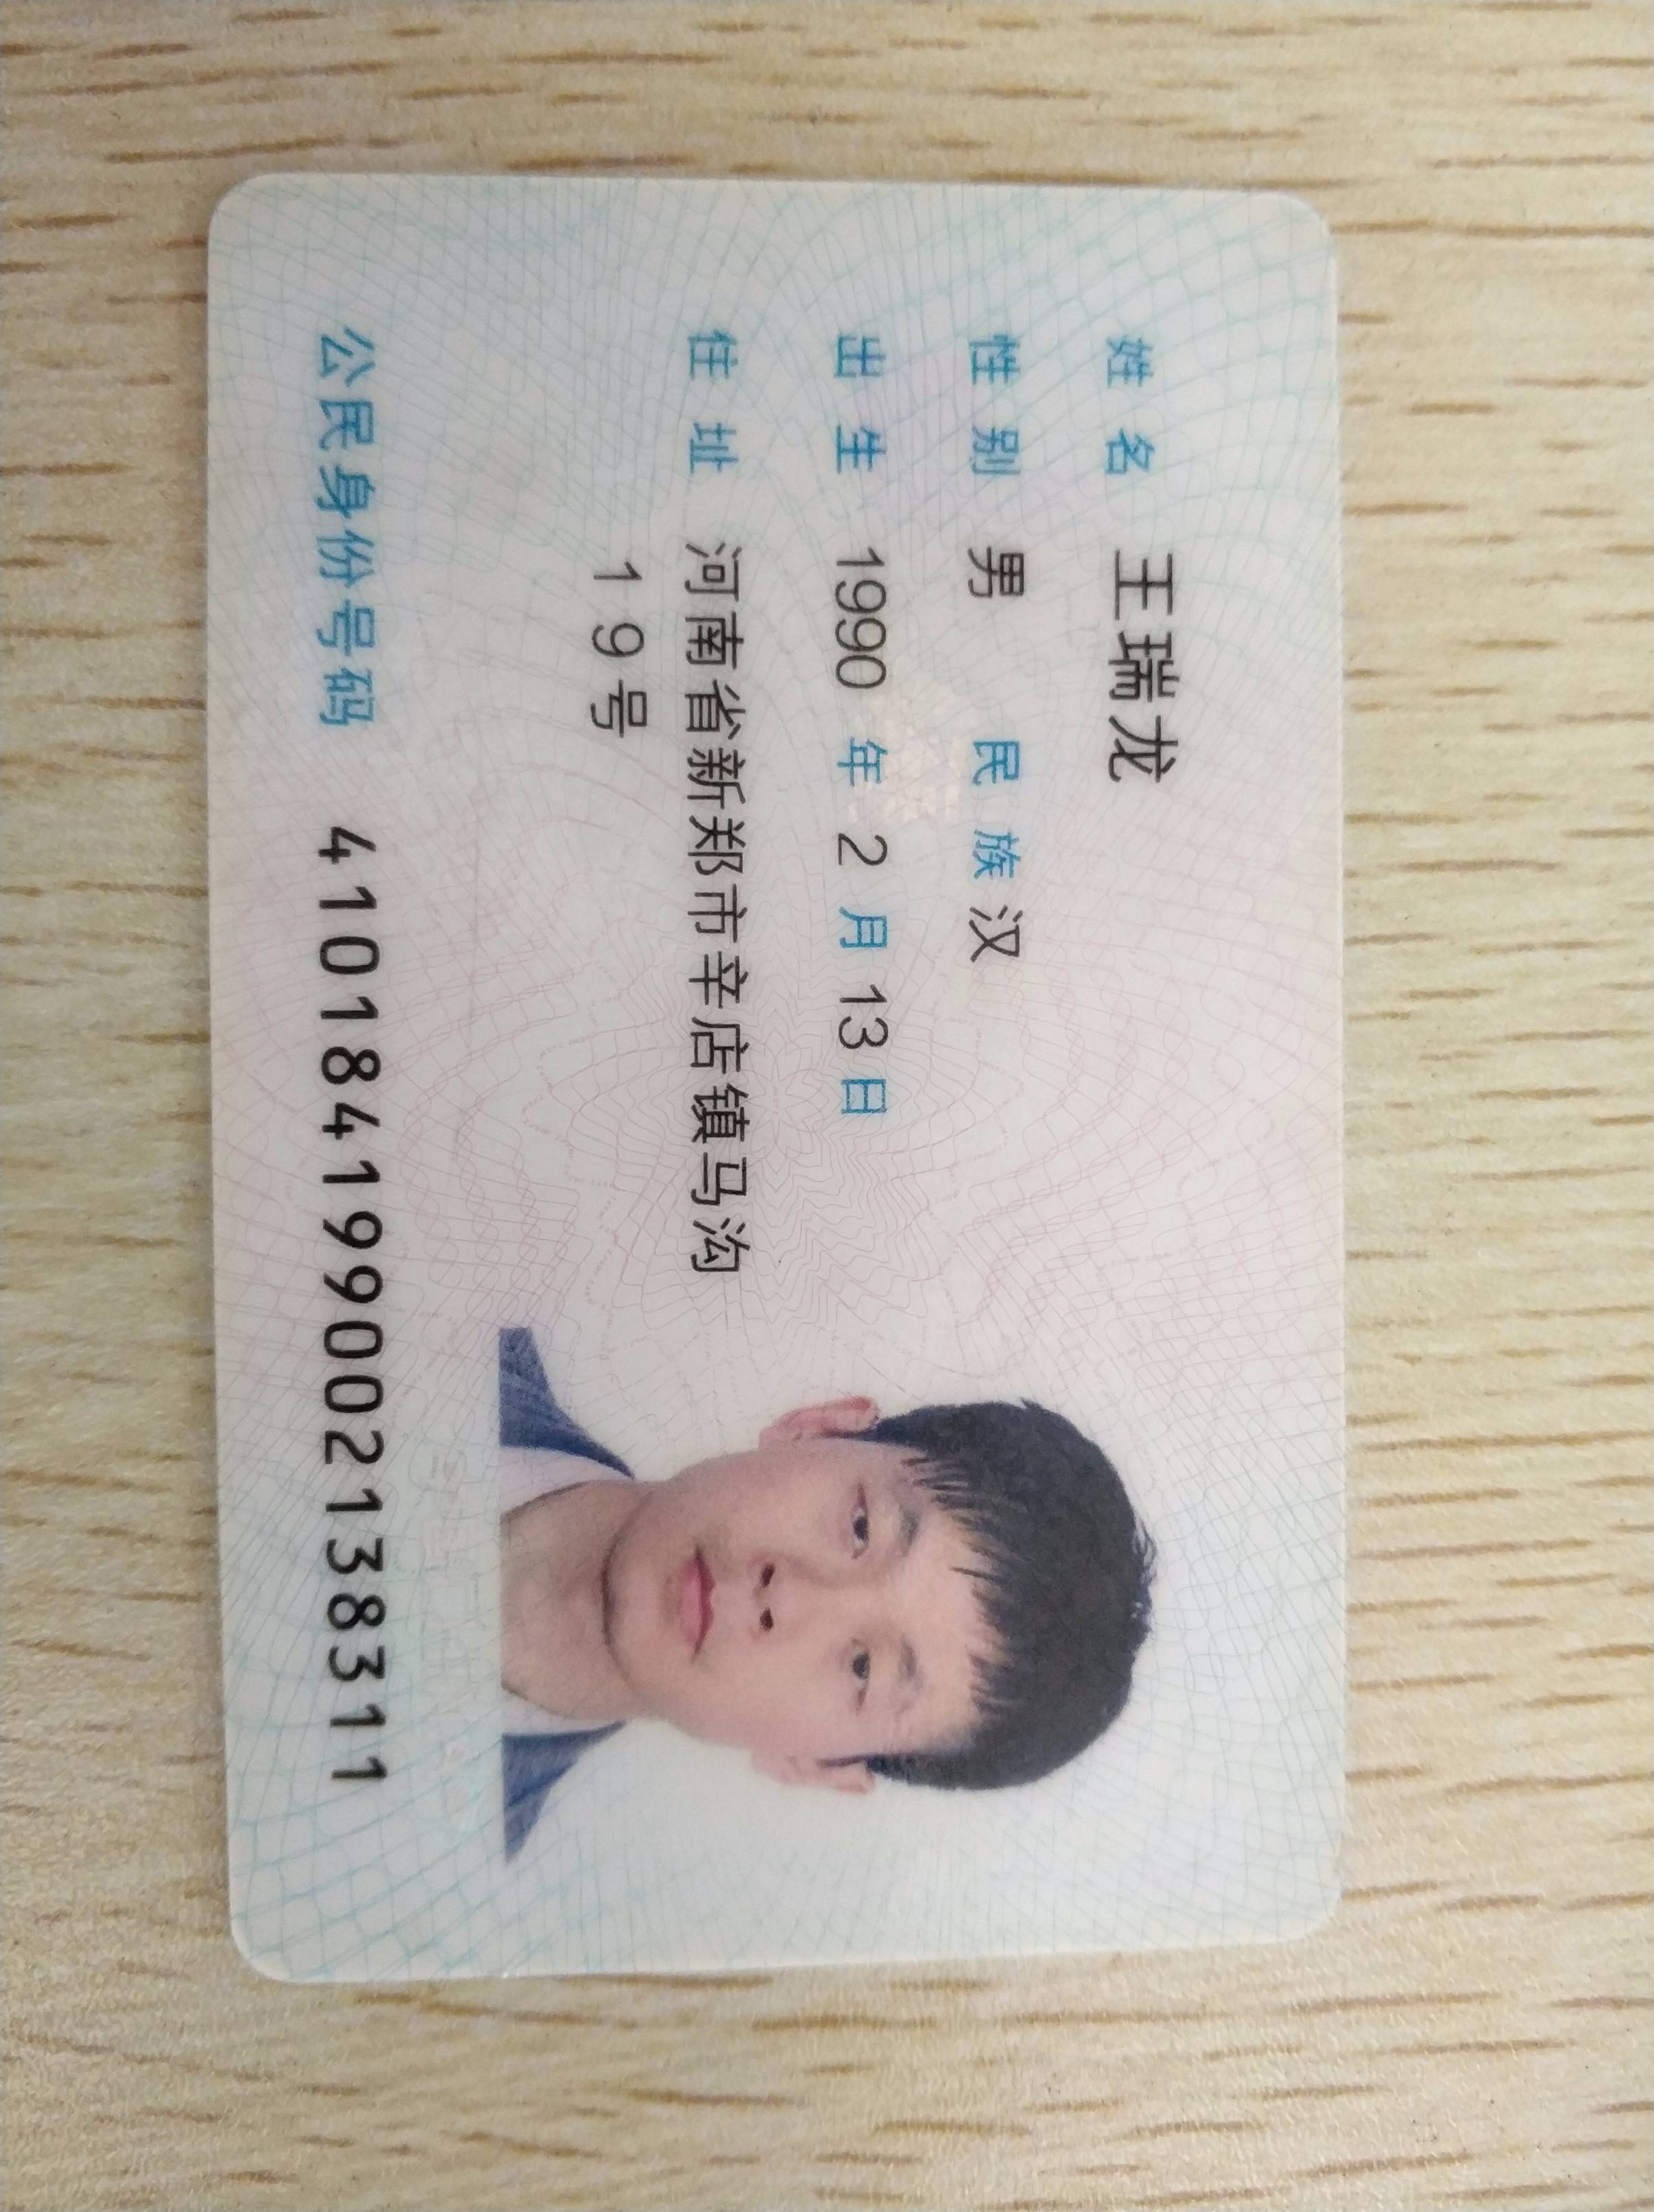 姓名 王瑞龙
性别 男 民族 汉
出生 1990 年 2 月 13 日
住址 河南省新郑市辛店镇马沟
19号
公民身份号码 410184199002138311